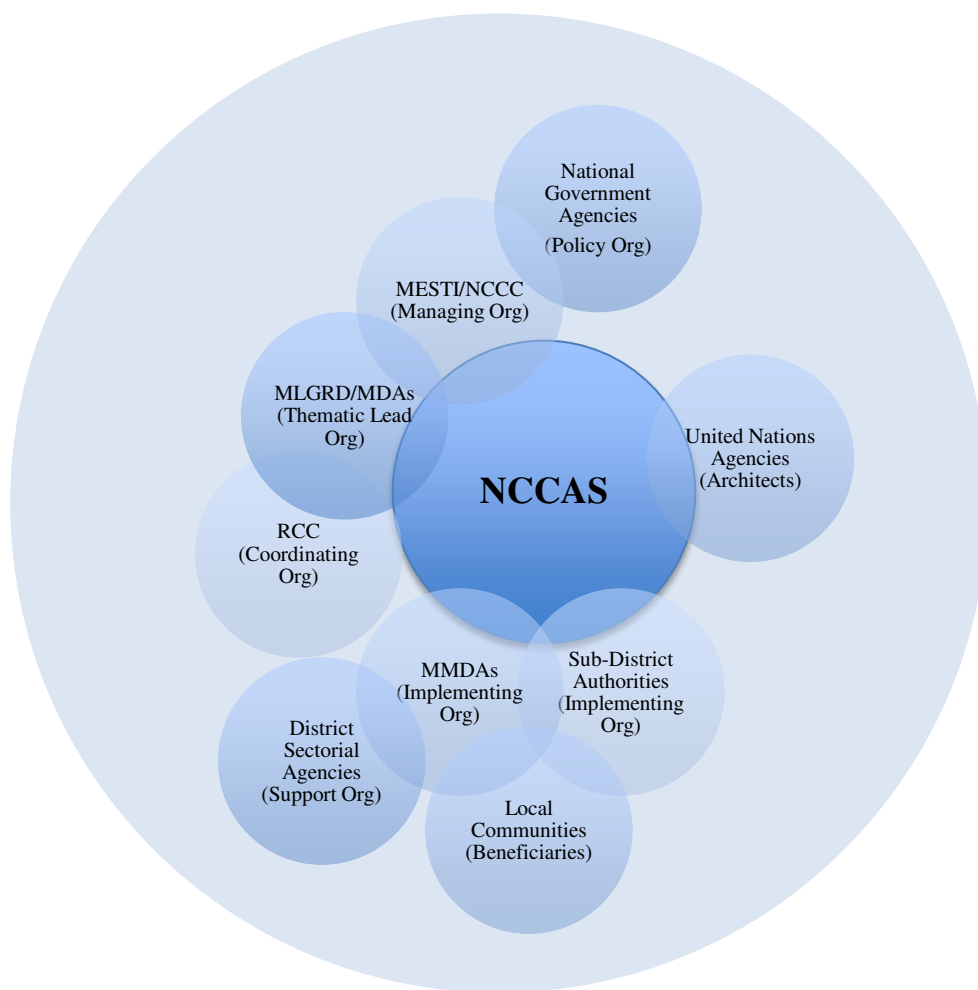 National
Government
Agencies
(Policy Org)
MESTI/NCCC
(Managing Org)
MLGRD/MDAs
(Thematic Lead
Org)
United Nations
Agencies
(Architects)
NCCAS
RCC
(Coordinating
Org)
MMDAs
(Implementing
Org)
Sub-District
Authorities
(Implementing
Org)
District
Sectorial
Agencies
(Support Org)
Local
Communities
(Beneficiaries)